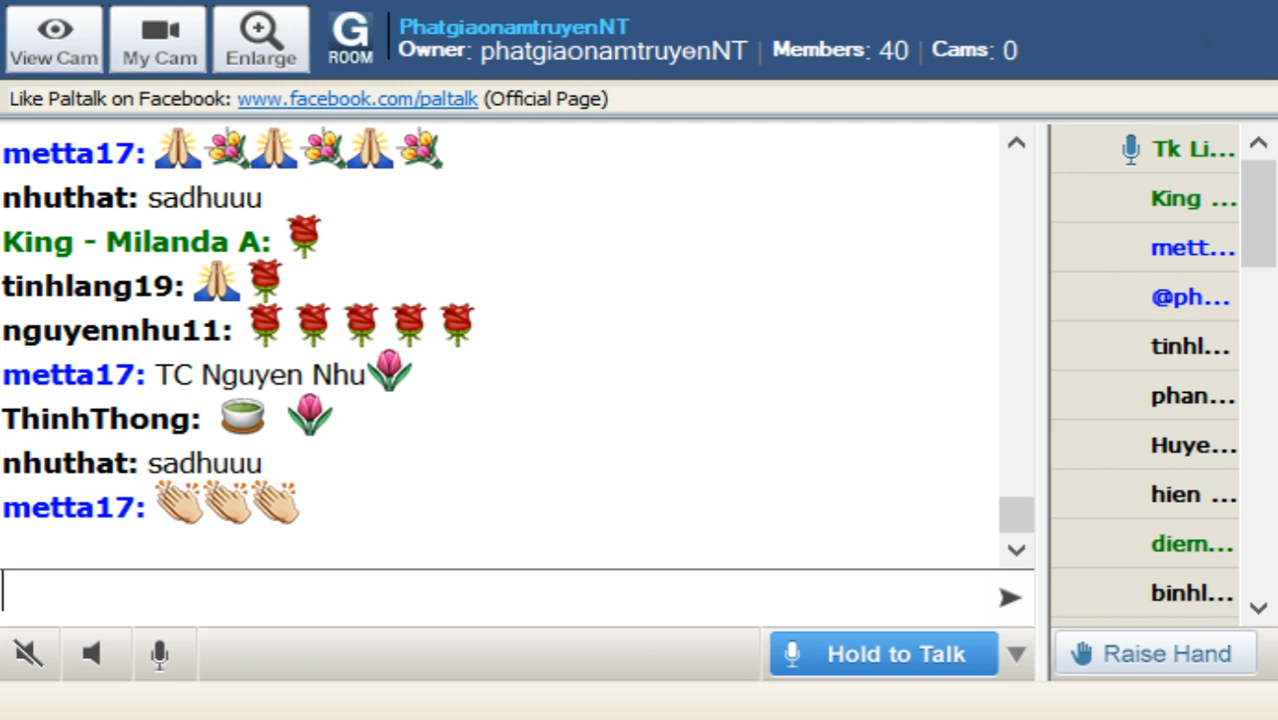 View Cam
My Cam
Enlarge
G
ROOM
PhatgiaonamtruyenNT
Owner: phatgiaonamtruyenNT | Members: 40 | Cams: 0
Like Paltalk on Facebook: www.facebook.com/paltalk (Official Page)
metta17:
nhuthat: sadhuuu
King - Milanda A:
tinhlang19:
nguyennhu11:
metta17: TC Nguyen Nhu
ThinhThong:
nhuthat: sadhuuu
metta17:
Hold to Talk
Tk Li...
King ...
mett...
@ph...
tinhl...
phan...
Huye...
hien ...
diem...
binhl...
Raise Hand